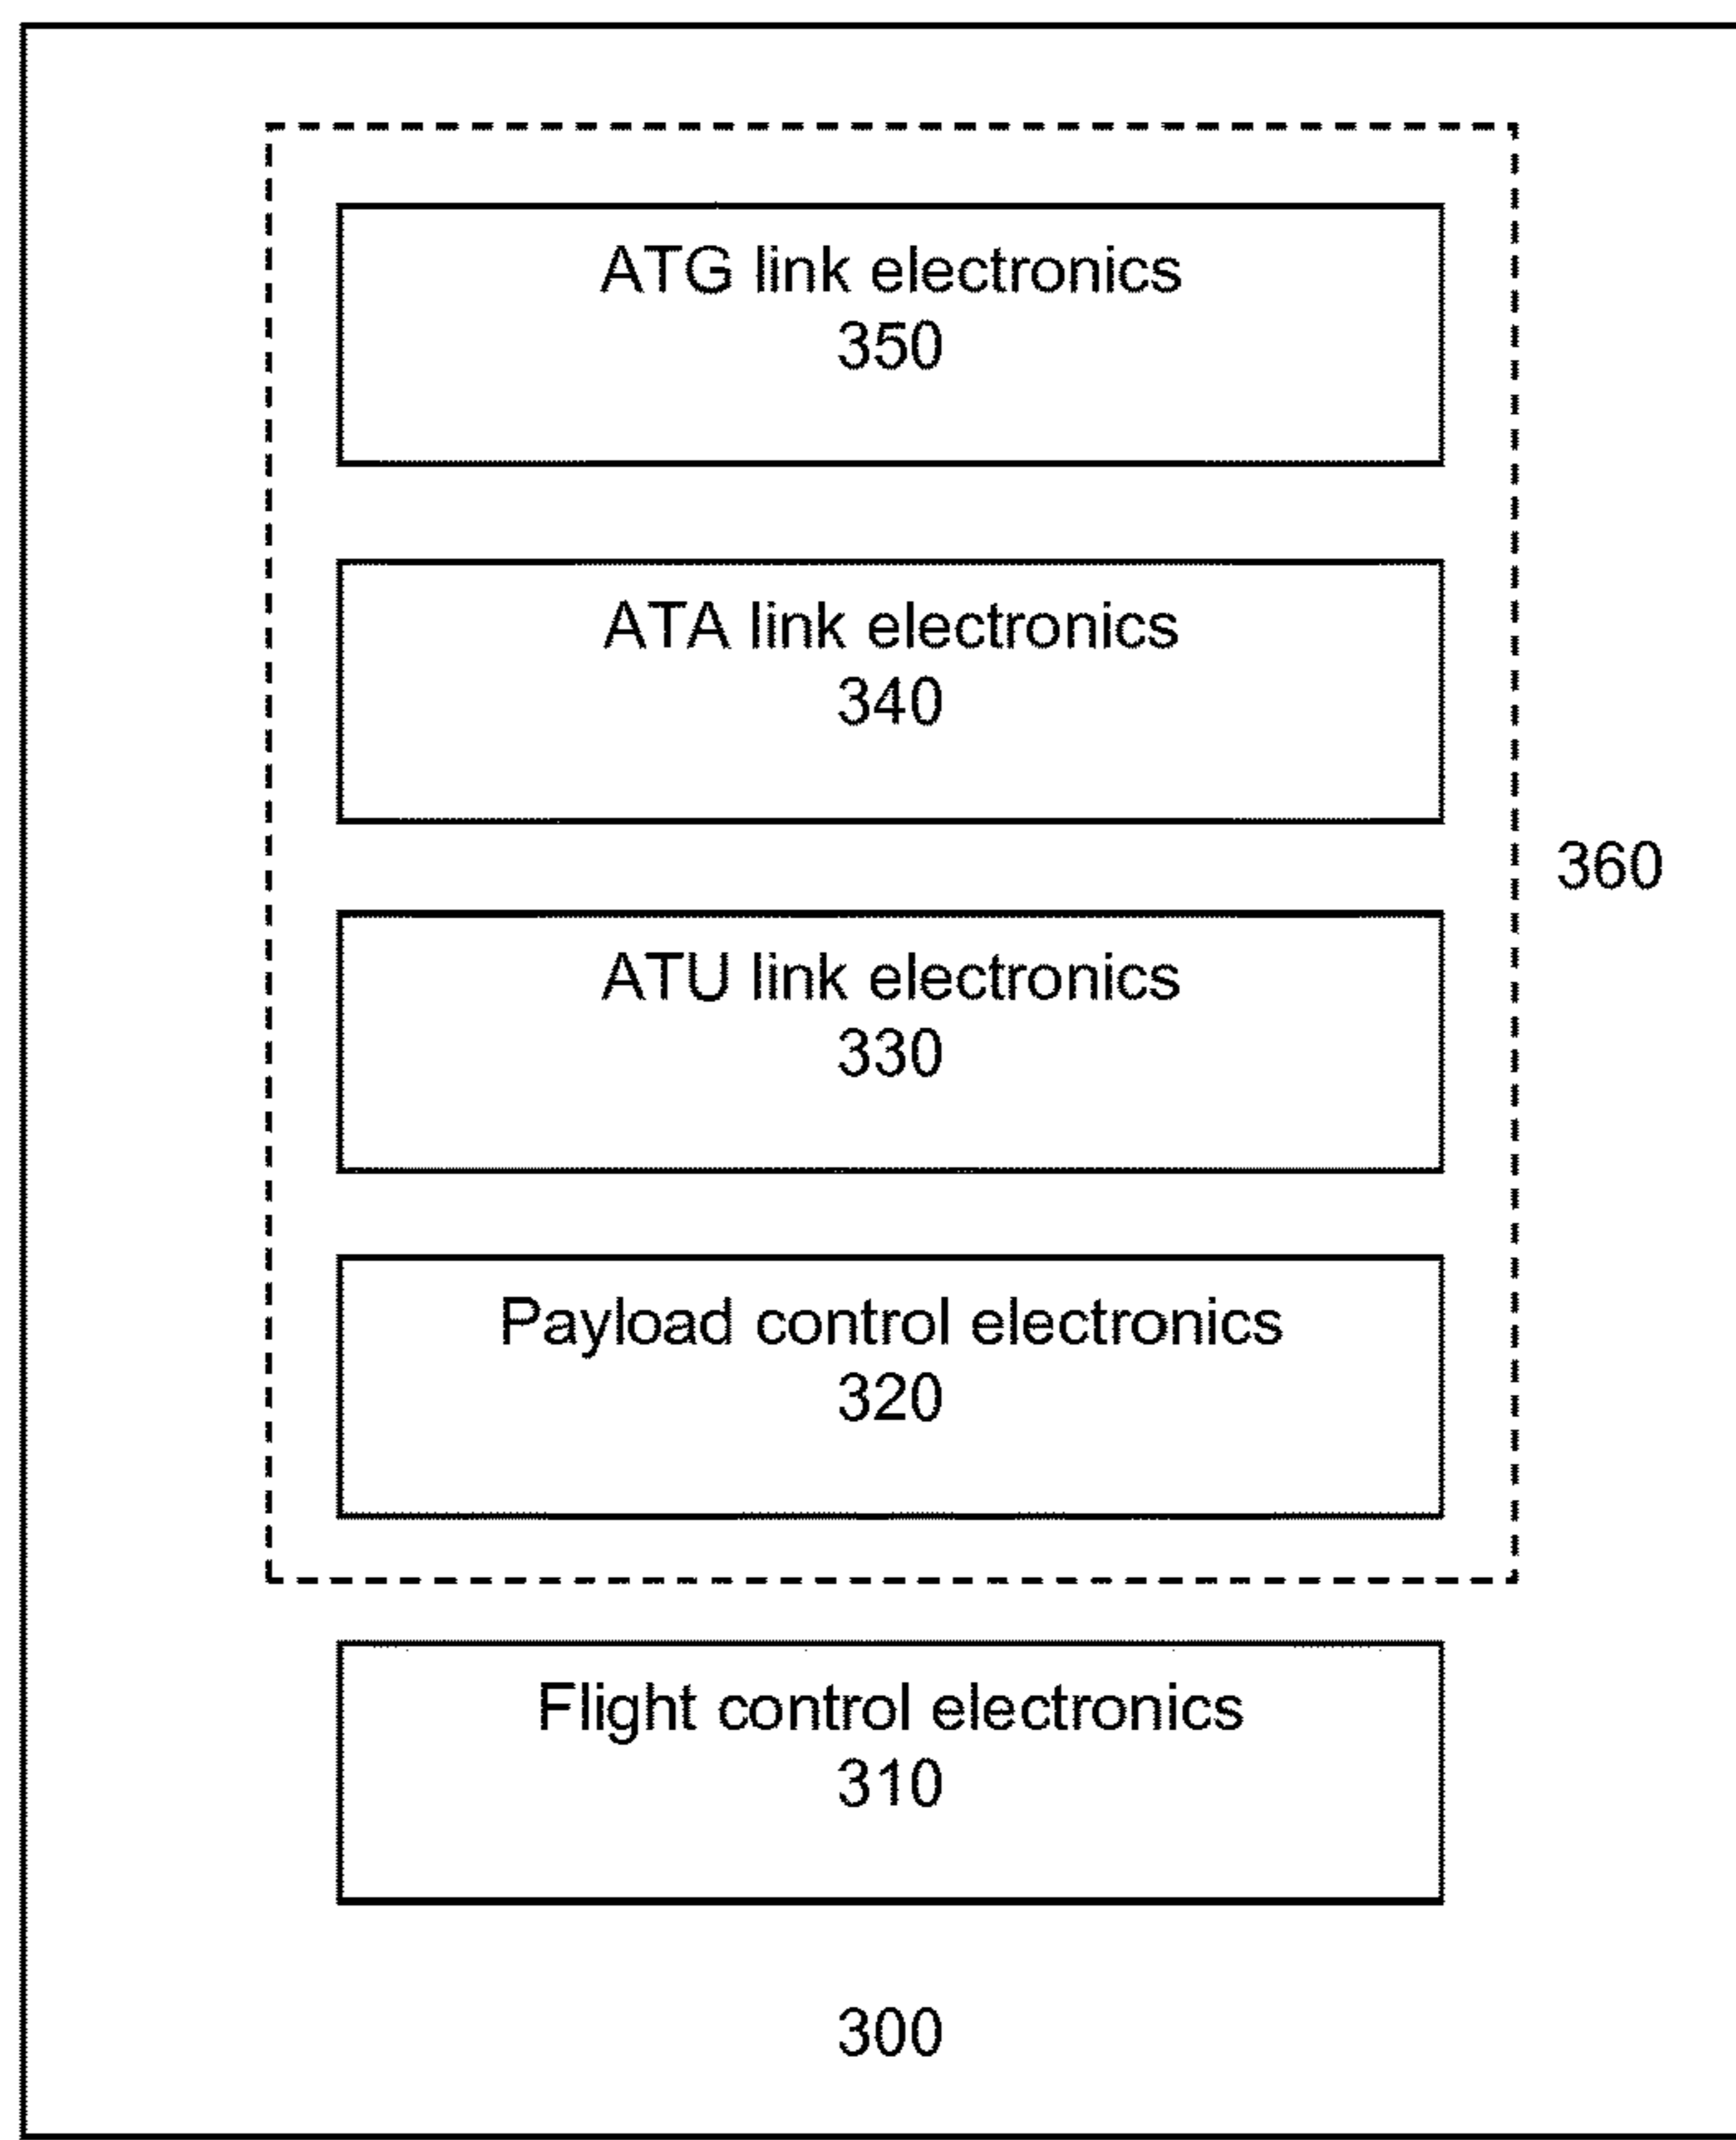 ATG link electronics
350
ATA link electronics
340
360
ATU link electronics
330
Payload control electronics
320
Flight control electronics
310
300